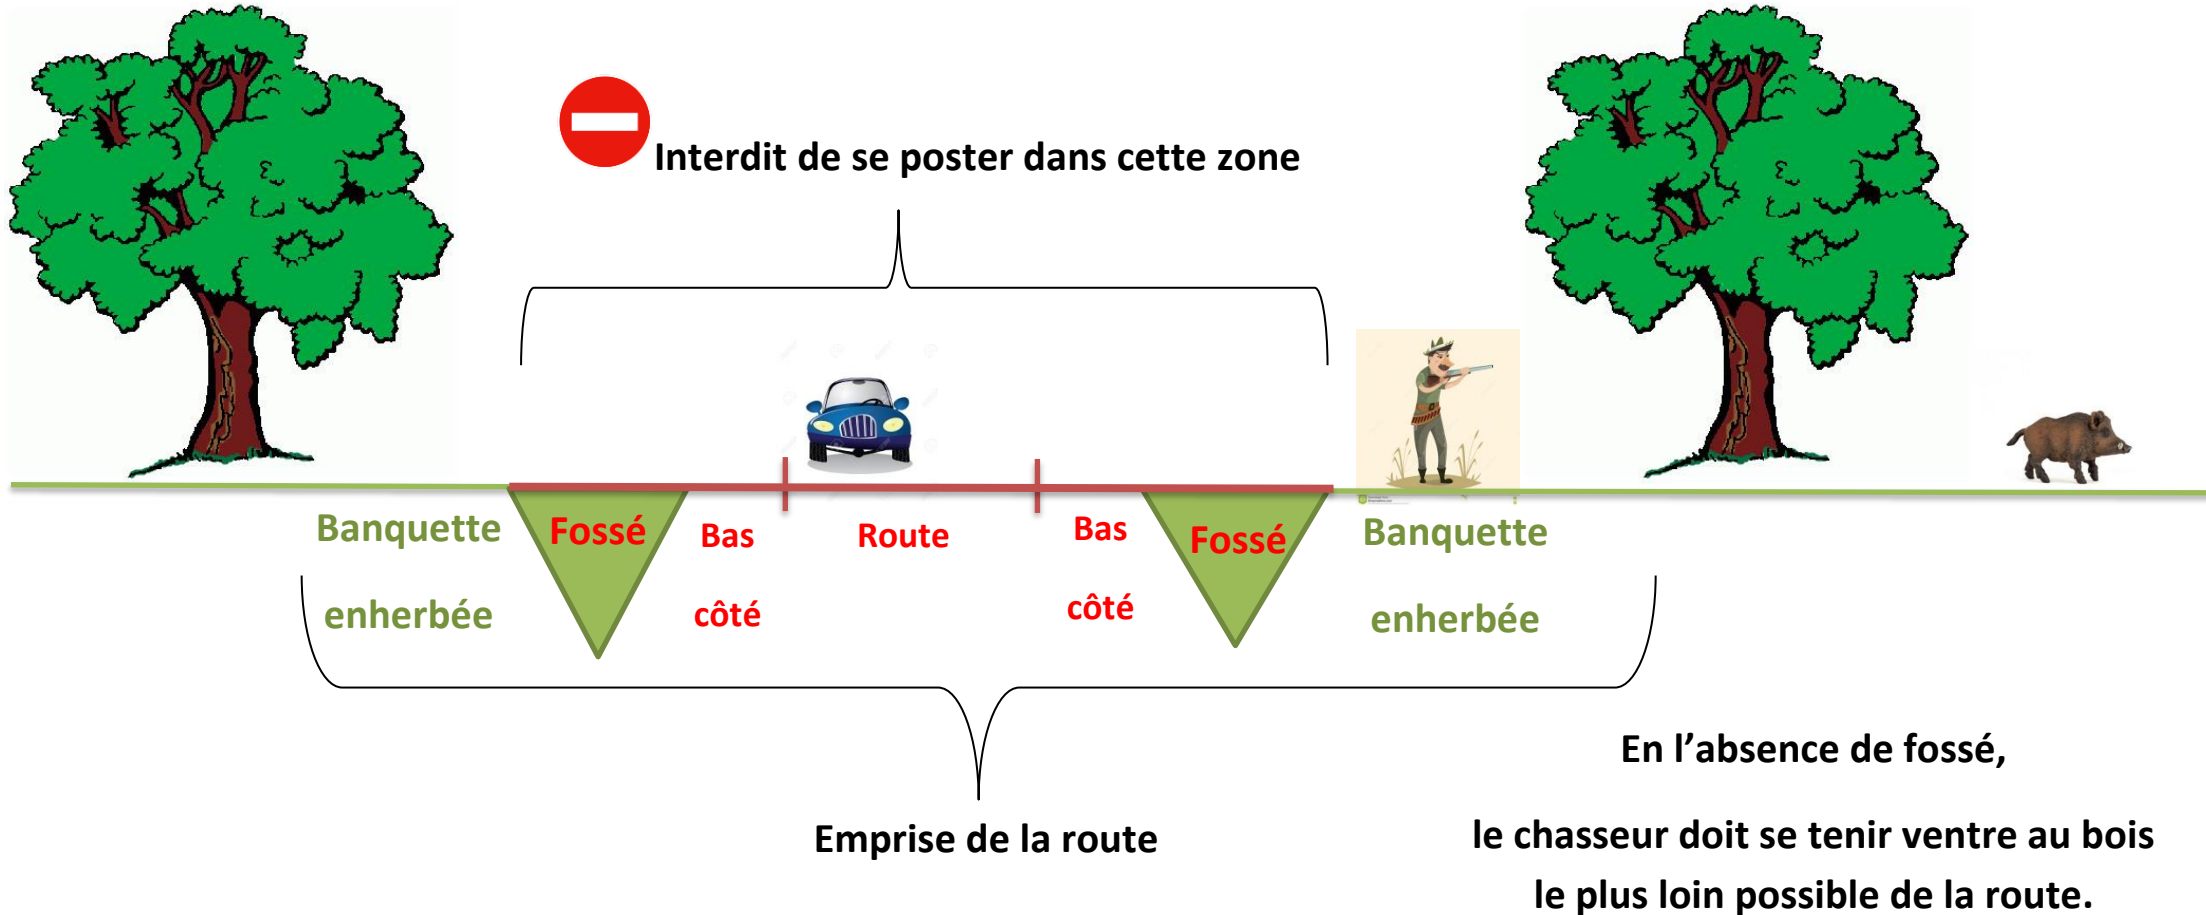 Interdit de se poster dans cette zone
Banquette
enherbée
Fossé
Bas
côté
Route
Bas
côté
Fossé
Banquette
enherbée
Emprise de la route
En l’absence de fossé,
le chasseur doit se tenir ventre au bois
le plus loin possible de la route.